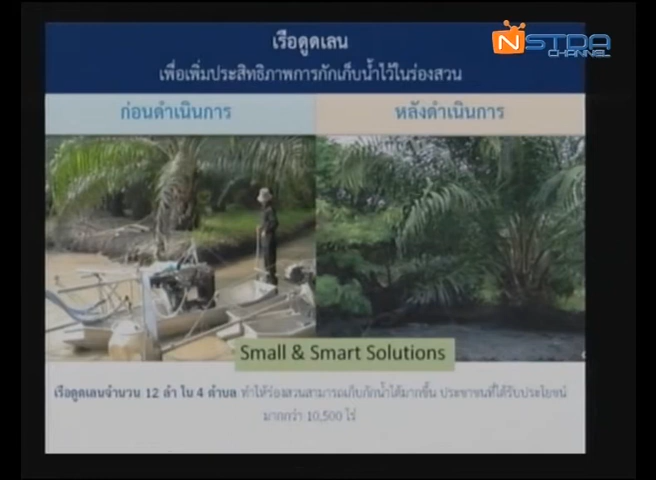 NSTDA
CHANNEL
เรือดูดเลน
เพื่อเพิ่มประสิทธิภาพการกักเก็บน้ำไว้ในร่องสวน
ก่อนดำเนินการ
หลังดำเนินการ
Small & Smart Solutions
เรือดูดเลนจำนวน 12 ลำ ใน 4 ตำบล ทำให้ร่องสวนสามารถเก็บกักน้ำได้มากขึ้น ประชาชนที่ได้รับประโยชน์
มากกว่า 10,500 ไร่